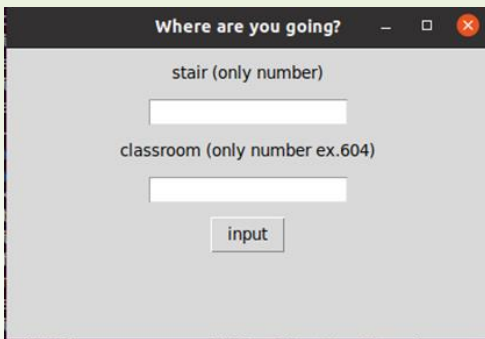 Where are you going?
stair (only number)
classroom (only number ex.604)
input